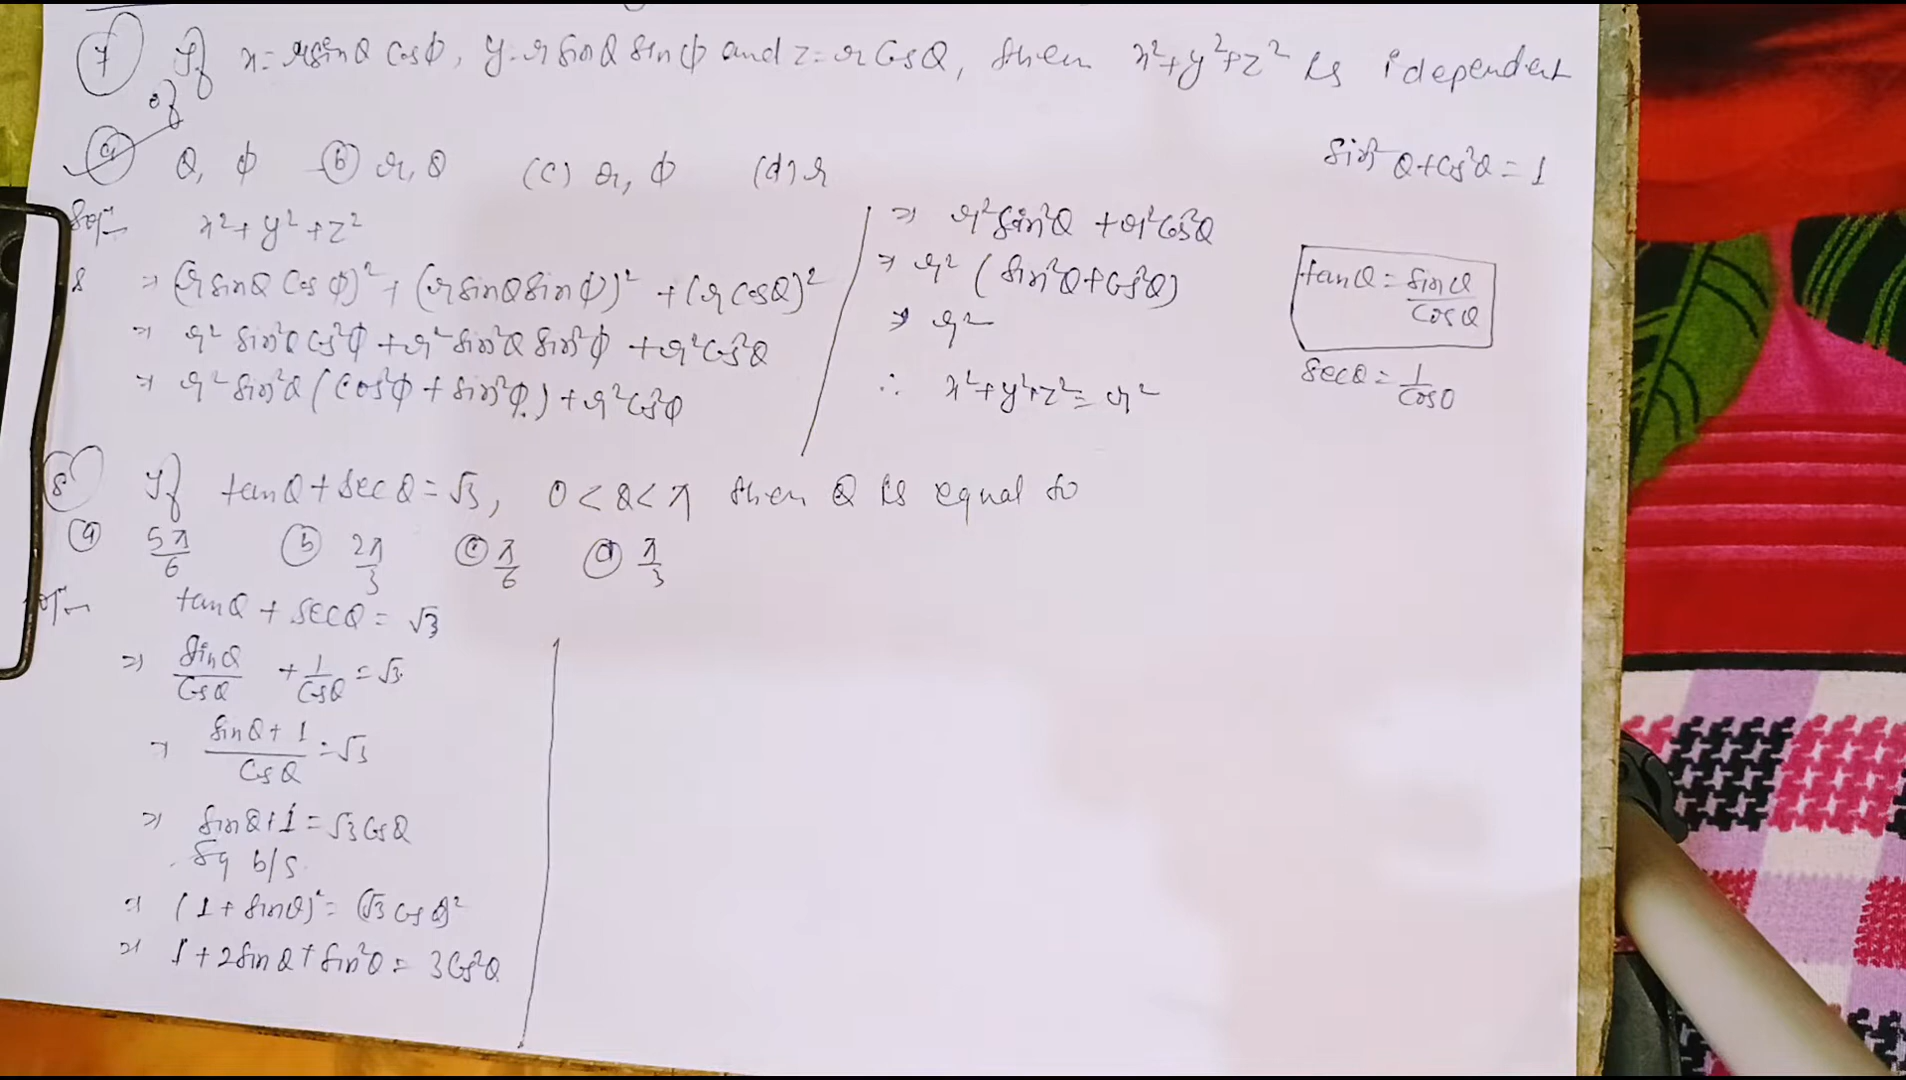 7 If x = r sinθ cosϕ, y = r sinθ sinϕ and z = r cosθ, then x²+y²+z² is idependent
of
(a) θ, ϕ (b) r, θ (c) r, ϕ (d) r
sin²θ+cos²θ = 1
Solⁿ- x²+y²+z²
8 ⇒ (r sinθ cosϕ)² + (r sinθ sinϕ)² + (r cosθ)²
⇒ r² sin²θ cos²ϕ + r² sin²θ sin²ϕ + r² cos²θ
⇒ r² sin²θ (cos²ϕ + sin²ϕ) + r² cos²ϕ
⇒ r² sin²θ + r² cos²θ
⇒ r² (sin²θ + cos²θ)
⇒ r²
∴ x²+y²+z² = r²
tanθ = sinθ/cosθ
secθ = 1/cosθ
8 If tanθ + secθ = √3, 0 < θ < π then θ is equal to
(a) 5π/6 (b) 2π/3 (c) π/6 (d) π/3
Solⁿ- tanθ + secθ = √3
⇒ sinθ/cosθ + 1/cosθ = √3
⇒ (sinθ + 1)/cosθ = √3
⇒ sinθ+1 = √3 cosθ
Sq b/s
⇒ (1 + sinθ)² = (√3 cosθ)²
⇒ 1 + 2sinθ + sin²θ = 3cos²θ